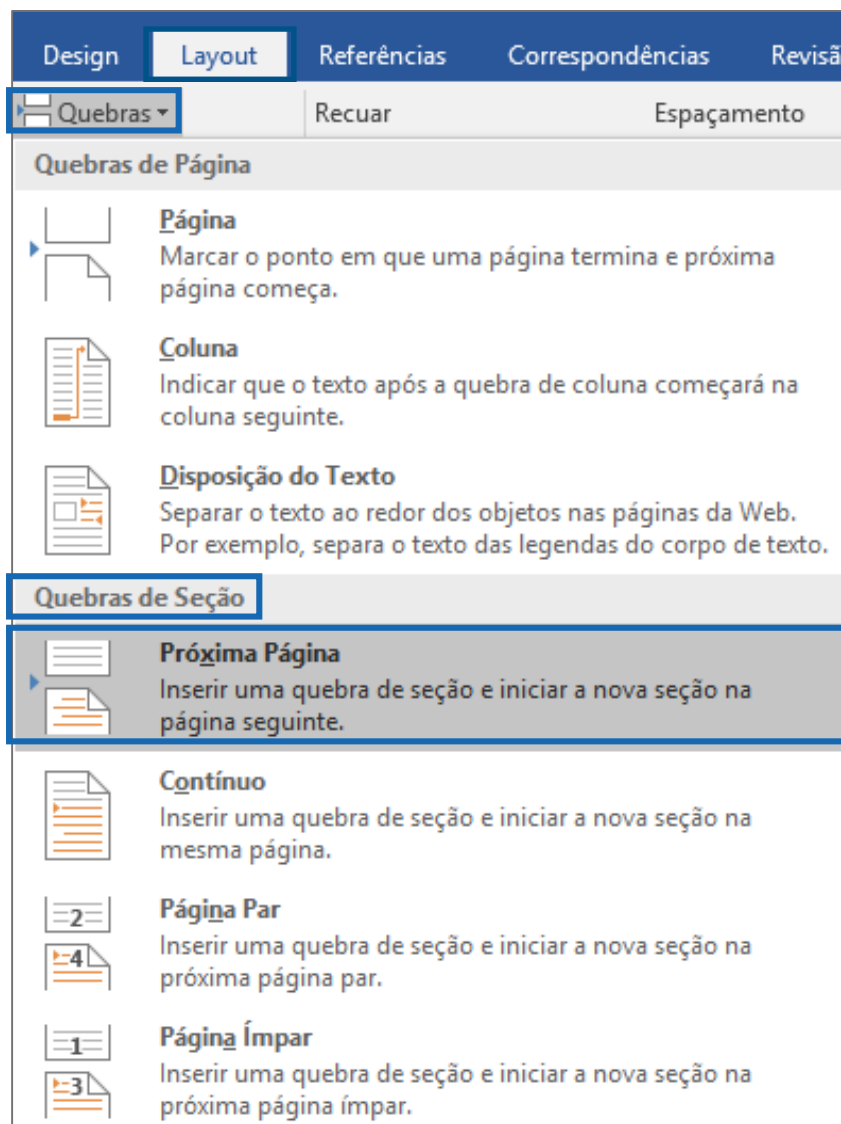 Design Layout Referências Correspondências Revisã
Quebras Recuar Espaçamento
Quebras de Página
Página
Marcar o ponto em que uma página termina e próxima
página começa.
Coluna
Indicar que o texto após a quebra de coluna começará na
coluna seguinte.
Disposição do Texto
Separar o texto ao redor dos objetos nas páginas da Web.
Por exemplo, separa o texto das legendas do corpo de texto.
Quebras de Seção
Próxima Página
Inserir uma quebra de seção e iniciar a nova seção na
página seguinte.
Contínuo
Inserir uma quebra de seção e iniciar a nova seção na
mesma página.
2
4
Página Par
Inserir uma quebra de seção e iniciar a nova seção na
próxima página par.
1
3
Página Ímpar
Inserir uma quebra de seção e iniciar a nova seção na
próxima página ímpar.